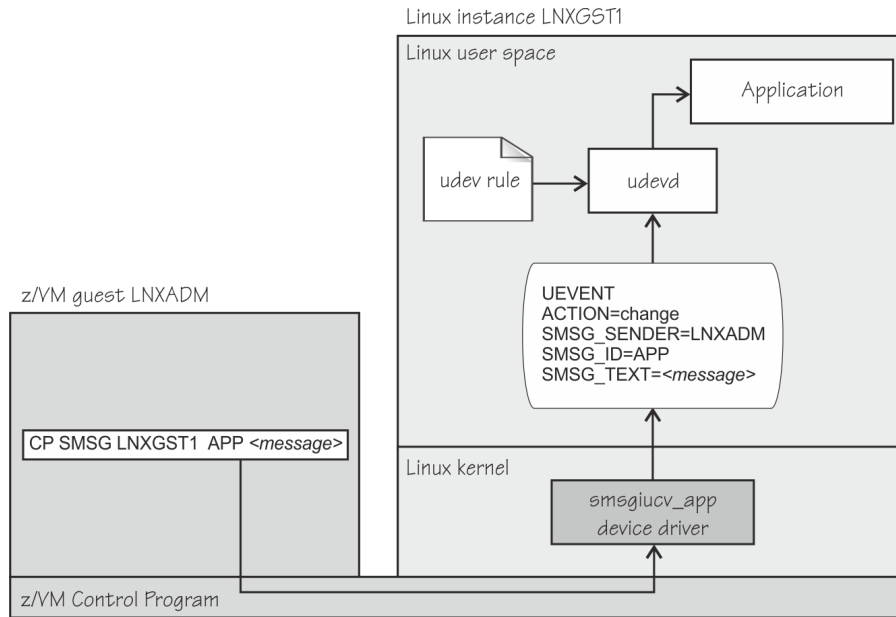 Linux instance LNXGST1
Linux user space
Application
udev rule
udevd
UEVENT
ACTION=change
SMSG_SENDER=LNXADM
SMSG_ID=APP
SMSG_TEXT=<message>
z/VM guest LNXADM
CP SMSG LNXGST1 APP <message>
Linux kernel
smsgiucv_app
device driver
z/VM Control Program